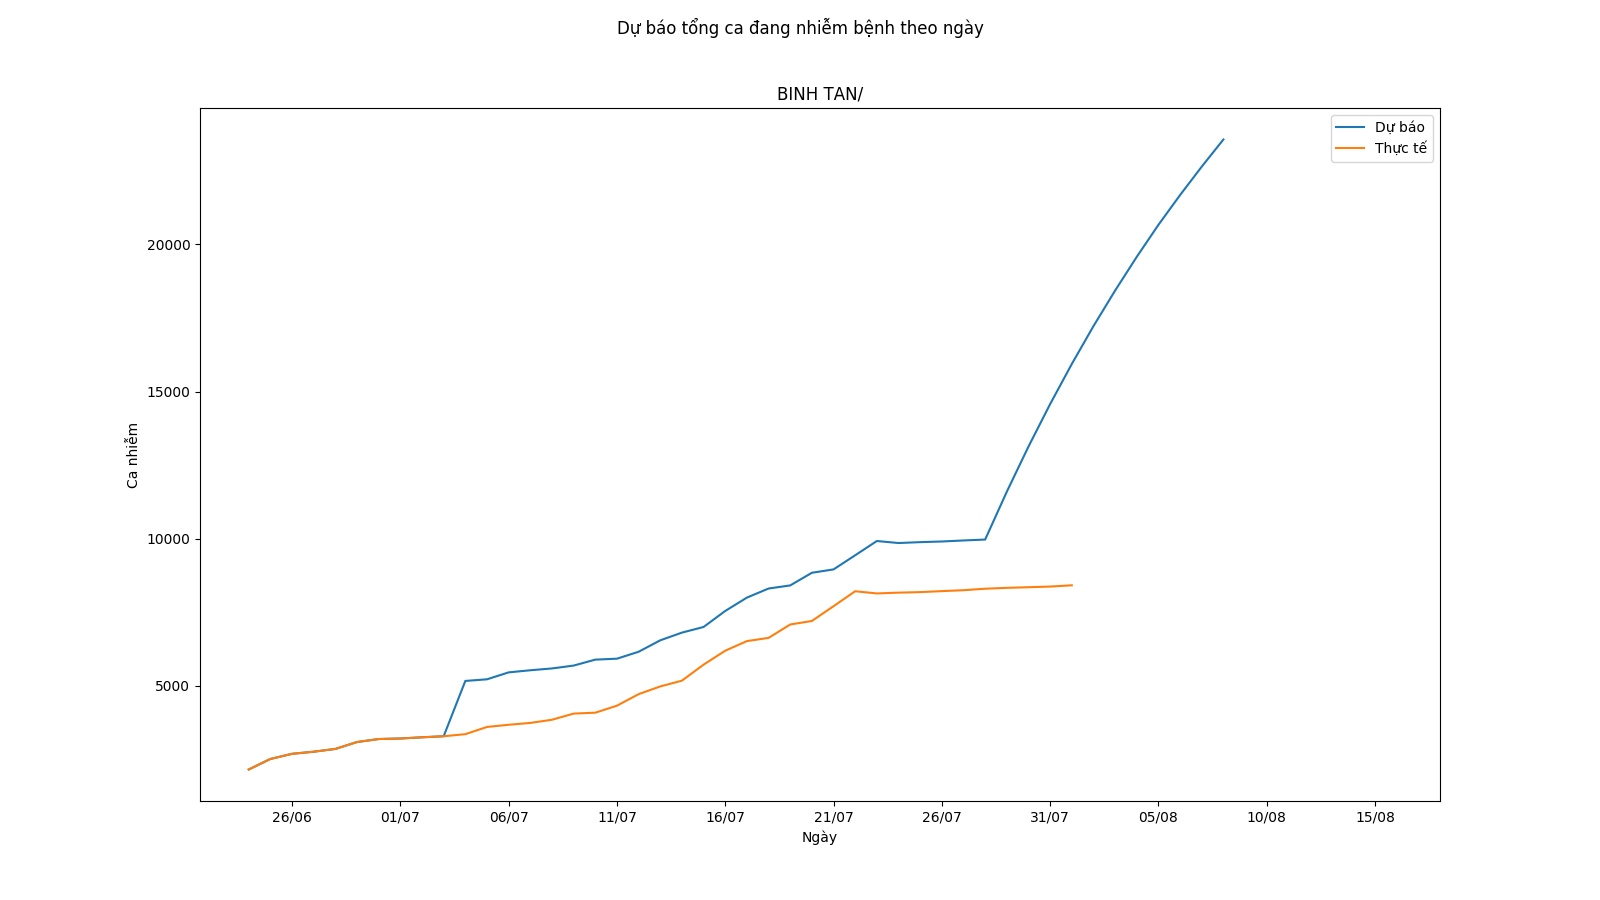 Dự báo tổng ca đang nhiễm bệnh theo ngày
BINH TAN/
Dự báo
Thực tế
20000
15000
10000
5000
Ca nhiễm
26/06 01/07 06/07 11/07 16/07 21/07 26/07 31/07 05/08 10/08 15/08
Ngày